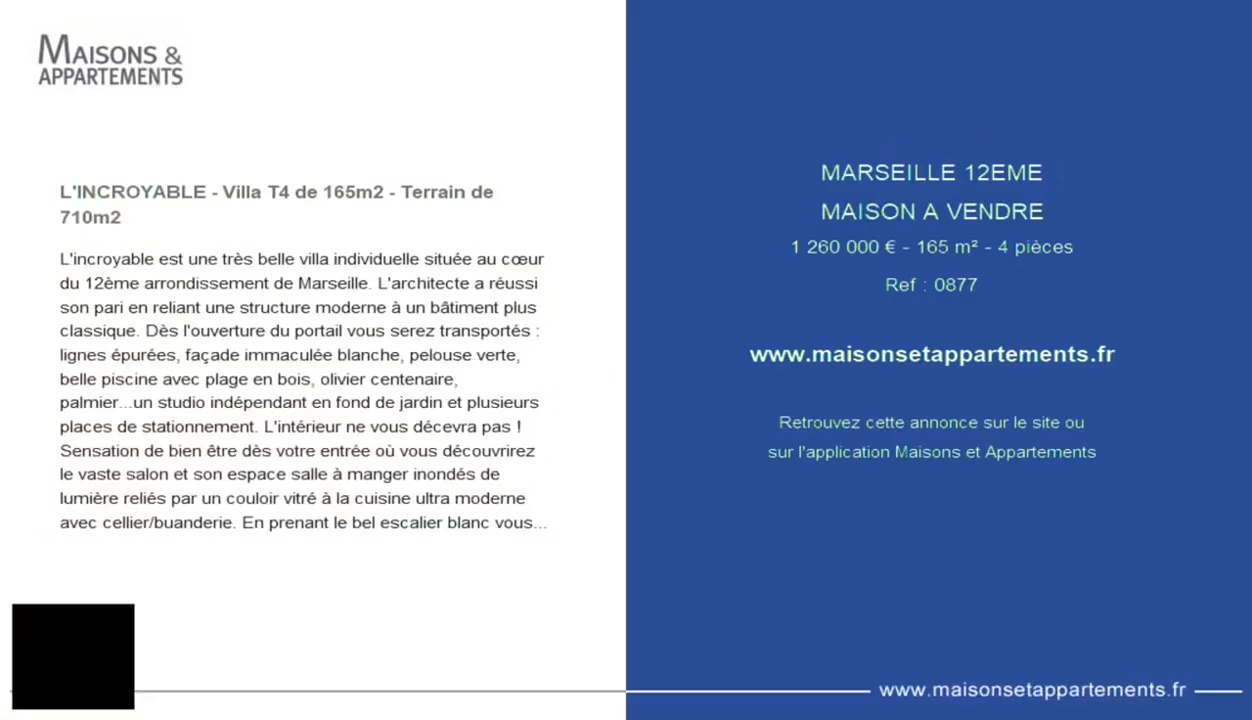 MAISONS &
APPARTEMENTS
L'INCROYABLE - Villa T4 de 165m2 - Terrain de
710m2
L'incroyable est une très belle villa individuelle située au cœur
du 12ème arrondissement de Marseille. L'architecte a réussi
son pari en reliant une structure moderne à un bâtiment plus
classique. Dès l'ouverture du portail vous serez transportés :
lignes épurées, façade immaculée blanche, pelouse verte,
belle piscine avec plage en bois, olivier centenaire,
palmier...un studio indépendant en fond de jardin et plusieurs
places de stationnement. L'intérieur ne vous décevra pas !
Sensation de bien être dès votre entrée où vous découvrirez
le vaste salon et son espace salle à manger inondés de
lumière reliés par un couloir vitré à la cuisine ultra moderne
avec cellier/buanderie. En prenant le bel escalier blanc vous...
MARSEILLE 12EME
MAISON A VENDRE
1 260 000 € - 165 m² - 4 pièces
Ref : 0877
www.maisonsetappartements.fr
Retrouvez cette annonce sur le site ou
sur l'application Maisons et Appartements
www.maisonsetappartements.fr